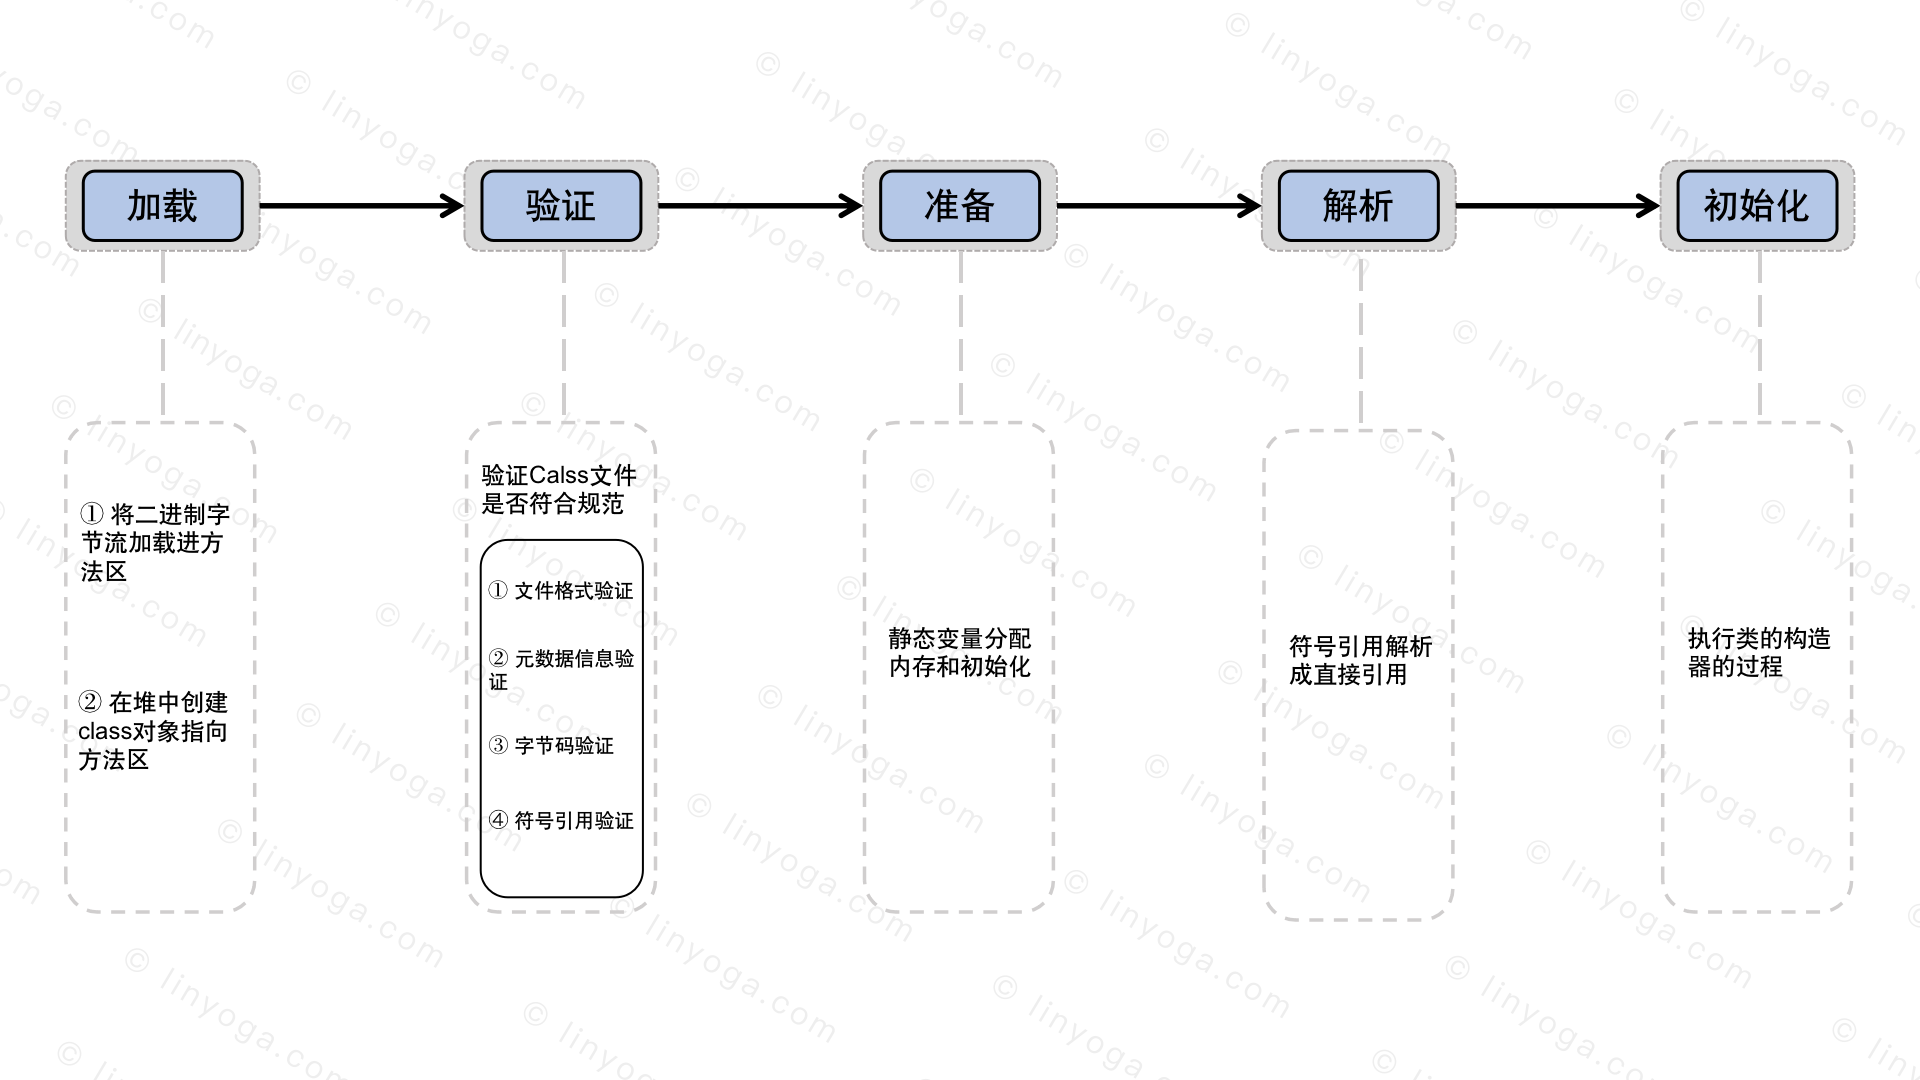 加载
验证
准备
解析
初始化
① 将二进制字
节流加载进方
法区
② 在堆中创建
class对象指向
方法区
验证Calss文件
是否符合规范
① 文件格式验证
② 元数据信息验
证
③ 字节码验证
④ 符号引用验证
静态变量分配
内存和初始化
符号引用解析
成直接引用
执行类的构造
器的过程
© linyoga.com